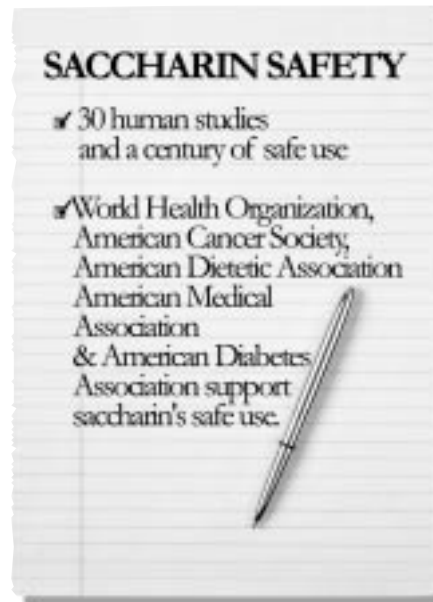 SACCHARIN SAFETY
30 human studies
and a century of safe use
World Health Organization,
American Cancer Society,
American Dietetic Association
American Medical
Association
& American Diabetes
Association support
saccharin's safe use.